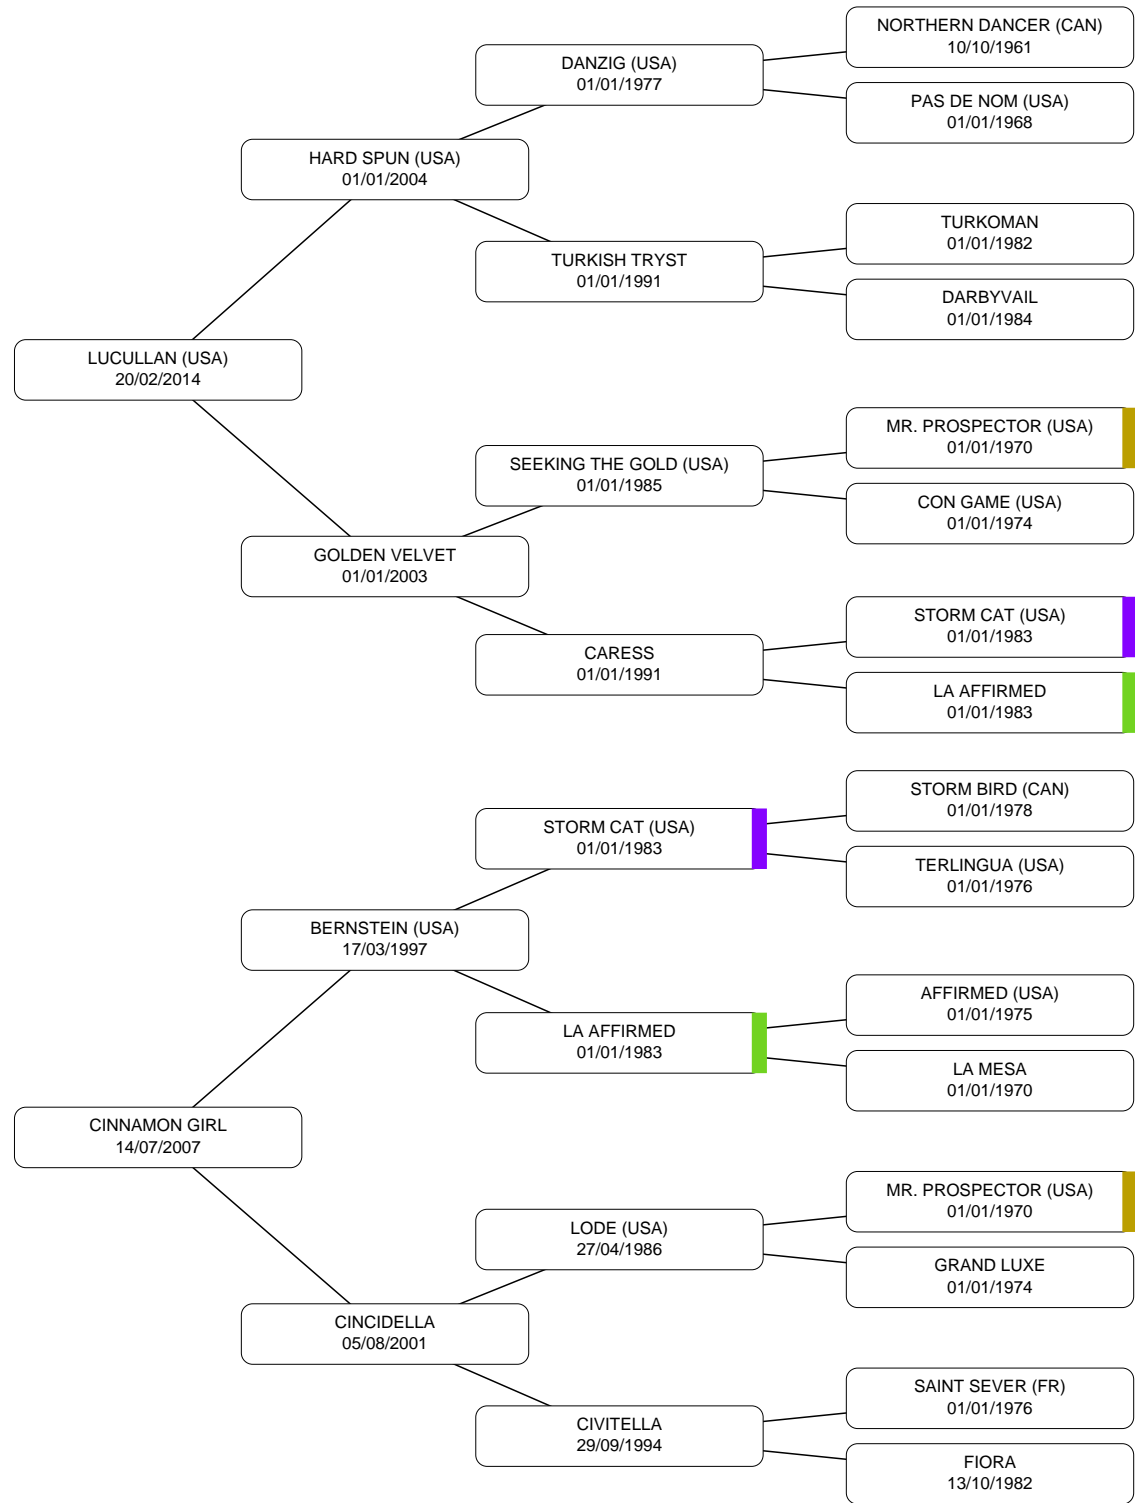 NORTHERN DANCER (CAN)
10/10/1961
DANZIG (USA)
01/01/1977
PAS DE NOM (USA)
01/01/1968
HARD SPUN (USA)
01/01/2004
TURKOMAN
01/01/1982
TURKISH TRYST
01/01/1991
DARBYVAIL
01/01/1984
LUCULLAN (USA)
20/02/2014
MR. PROSPECTOR (USA)
01/01/1970
SEEKING THE GOLD (USA)
01/01/1985
CON GAME (USA)
01/01/1974
GOLDEN VELVET
01/01/2003
STORM CAT (USA)
01/01/1983
CARESS
01/01/1991
LA AFFIRMED
01/01/1983
STORM BIRD (CAN)
01/01/1978
STORM CAT (USA)
01/01/1983
TERLINGUA (USA)
01/01/1976
BERNSTEIN (USA)
17/03/1997
AFFIRMED (USA)
01/01/1975
LA AFFIRMED
01/01/1983
LA MESA
01/01/1970
CINNAMON GIRL
14/07/2007
MR. PROSPECTOR (USA)
01/01/1970
LODE (USA)
27/04/1986
GRAND LUXE
01/01/1974
CINCIDELLA
05/08/2001
SAINT SEVER (FR)
01/01/1976
CIVITELLA
29/09/1994
FIORA
13/10/1982